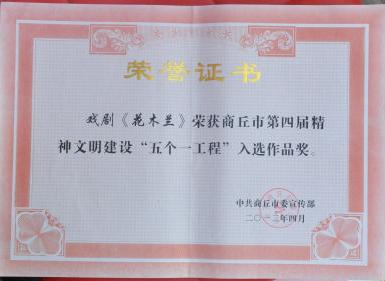 荣誉证书
戏剧《花木兰》荣获商丘市第四届精
神文明建设“五个一工程”入选作品奖。
中共商丘市委宣传部
二〇一二年四月